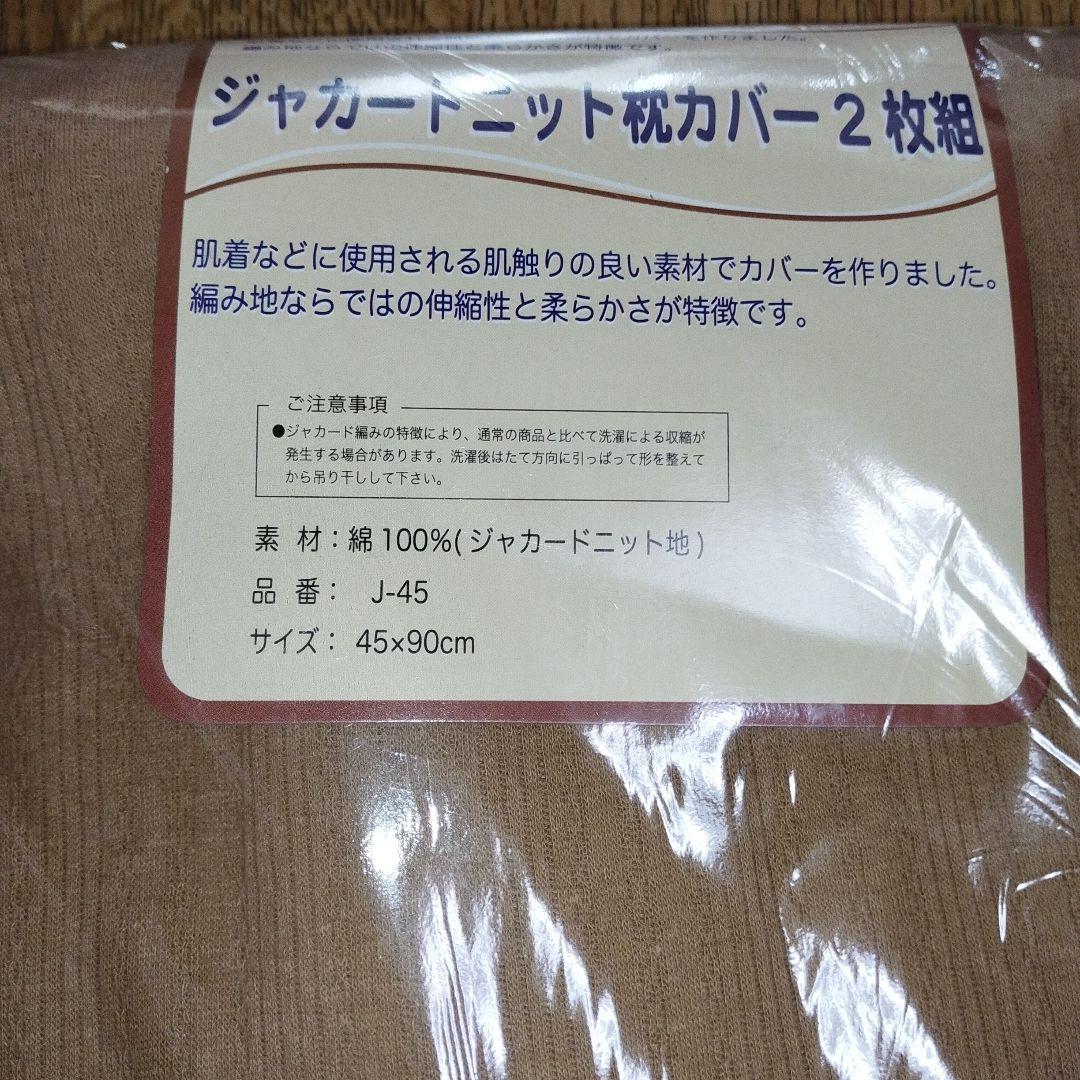 ジャカードニット枕カバー2枚組
肌着などに使用される肌触りの良い素材でカバーを作りました。
編み地ならではの伸縮性と柔らかさが特徴です。
ご注意事項
●ジャカード編みの特徴により、通常の商品と比べて洗濯による収縮が
発生する場合があります。洗濯後はたて方向に引っぱって形を整えて
から吊り干しして下さい。
素 材：綿100%(ジャカードニット地)
品 番： J-45
サイズ： 45×90cm